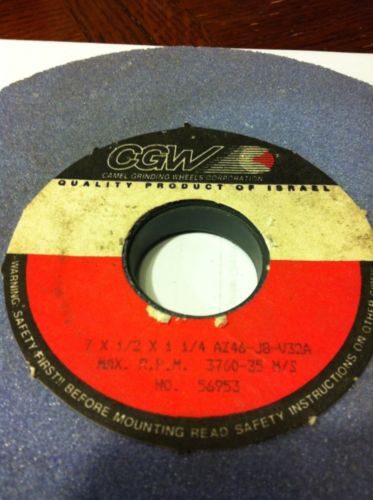 CGW
CAMEL GRINDING WHEELS CORPORATION
QUALITY PRODUCT OF ISRAEL
7 X 1/2 X 1 1/4 AZ46-J8-V32A
MAX. R.P.M. 3760-35 M/S
NO. 56953
WARNING SAFETY FIRST!! BEFORE MOUNTING READ SAFETY INSTRUCTIONS ON OTHER